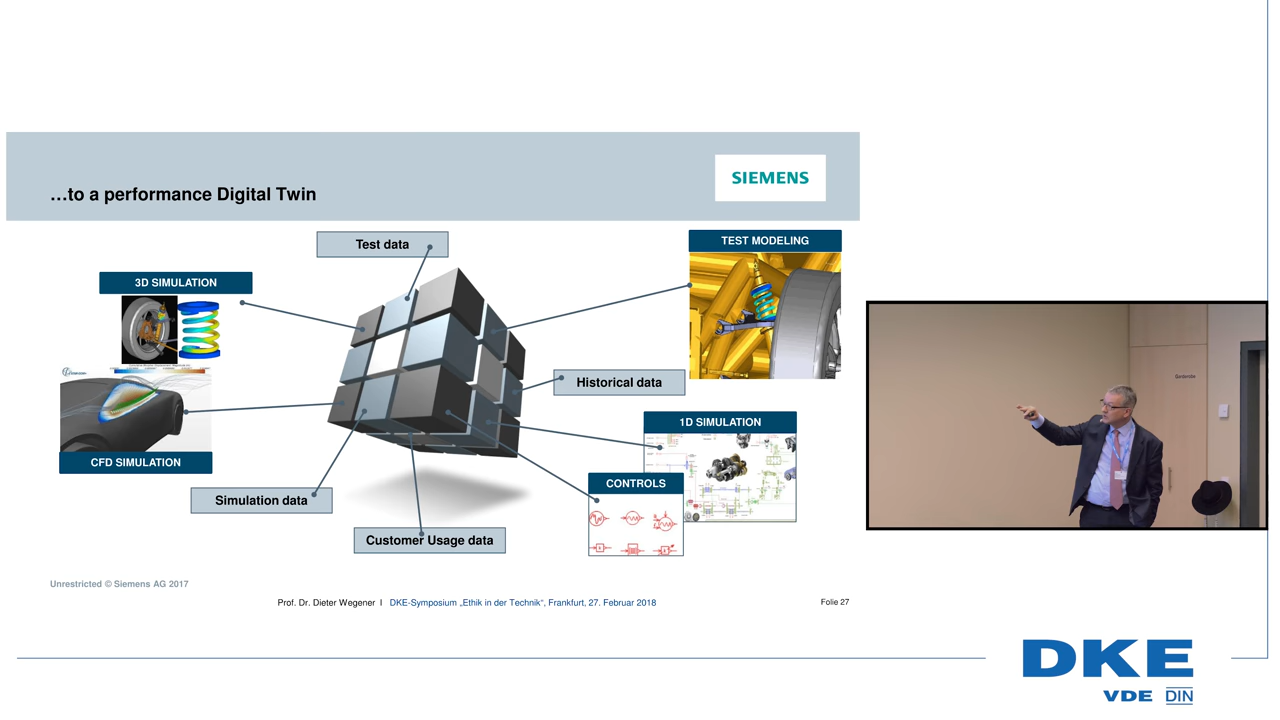 …to a performance Digital Twin
SIEMENS
Test data
TEST MODELING
3D SIMULATION
Historical data
1D SIMULATION
CFD SIMULATION
CONTROLS
Simulation data
Customer Usage data
Unrestricted © Siemens AG 2017
Prof. Dr. Dieter Wegener I DKE-Symposium „Ethik in der Technik“, Frankfurt, 27. Februar 2018
Folie 27
DKE
VDE DIN